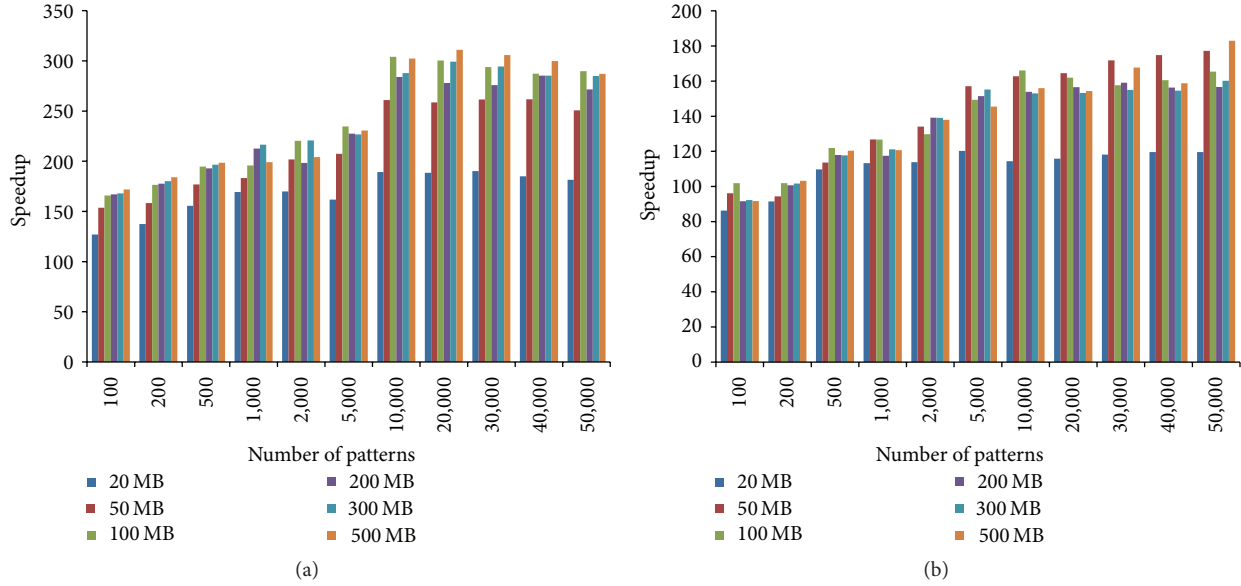 350
300
250
200
150
100
50
0
Speedup
100
200
500
1,000
2,000
5,000
10,000
20,000
30,000
40,000
50,000
Number of patterns
20 MB
50 MB
100 MB
200 MB
300 MB
500 MB
(a)
200
180
160
140
120
100
80
60
40
20
0
Speedup
100
200
500
1,000
2,000
5,000
10,000
20,000
30,000
40,000
50,000
Number of patterns
20 MB
50 MB
100 MB
200 MB
300 MB
500 MB
(b)